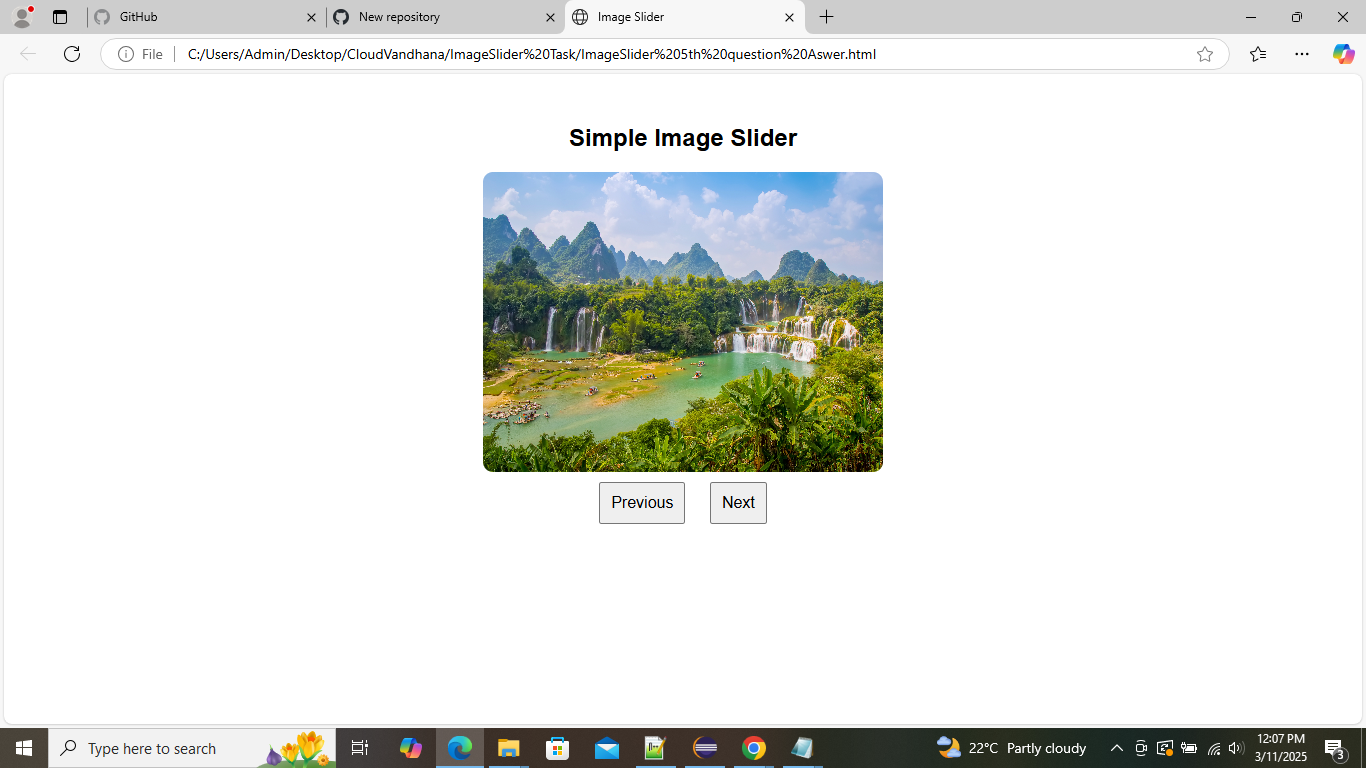 GitHub
New repository
Image Slider
File
C:/Users/Admin/Desktop/CloudVandhana/ImageSlider%20Task/ImageSlider%205th%20question%20Aswer.html
Simple Image Slider
Previous
Next
Type here to search
22°C Partly cloudy
12:07 PM
3/11/2025
3